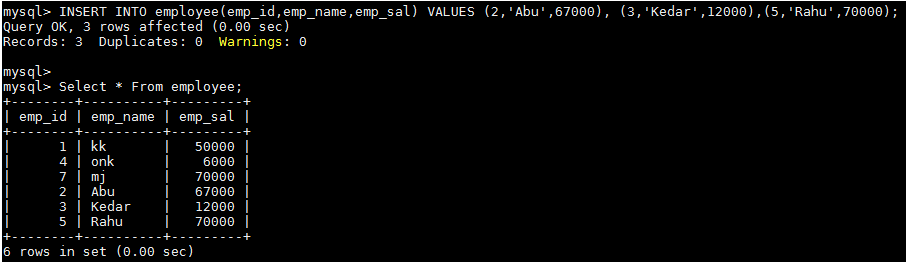 mysql> INSERT INTO employee(emp_id,emp_name,emp_sal) VALUES (2,'Abu',67000), (3,'Kedar',12000),(5,'Rahu',70000);
Query OK, 3 rows affected (0.00 sec)
Records: 3  Duplicates: 0  Warnings: 0
mysql>
mysql> Select * From employee;
+--------+----------+---------+
| emp_id | emp_name | emp_sal |
+--------+----------+---------+
|      1 | kk       |   50000 |
|      4 | onk      |    6000 |
|      7 | mj       |   70000 |
|      2 | Abu      |   67000 |
|      3 | Kedar    |   12000 |
|      5 | Rahu     |   70000 |
+--------+----------+---------+
6 rows in set (0.00 sec)